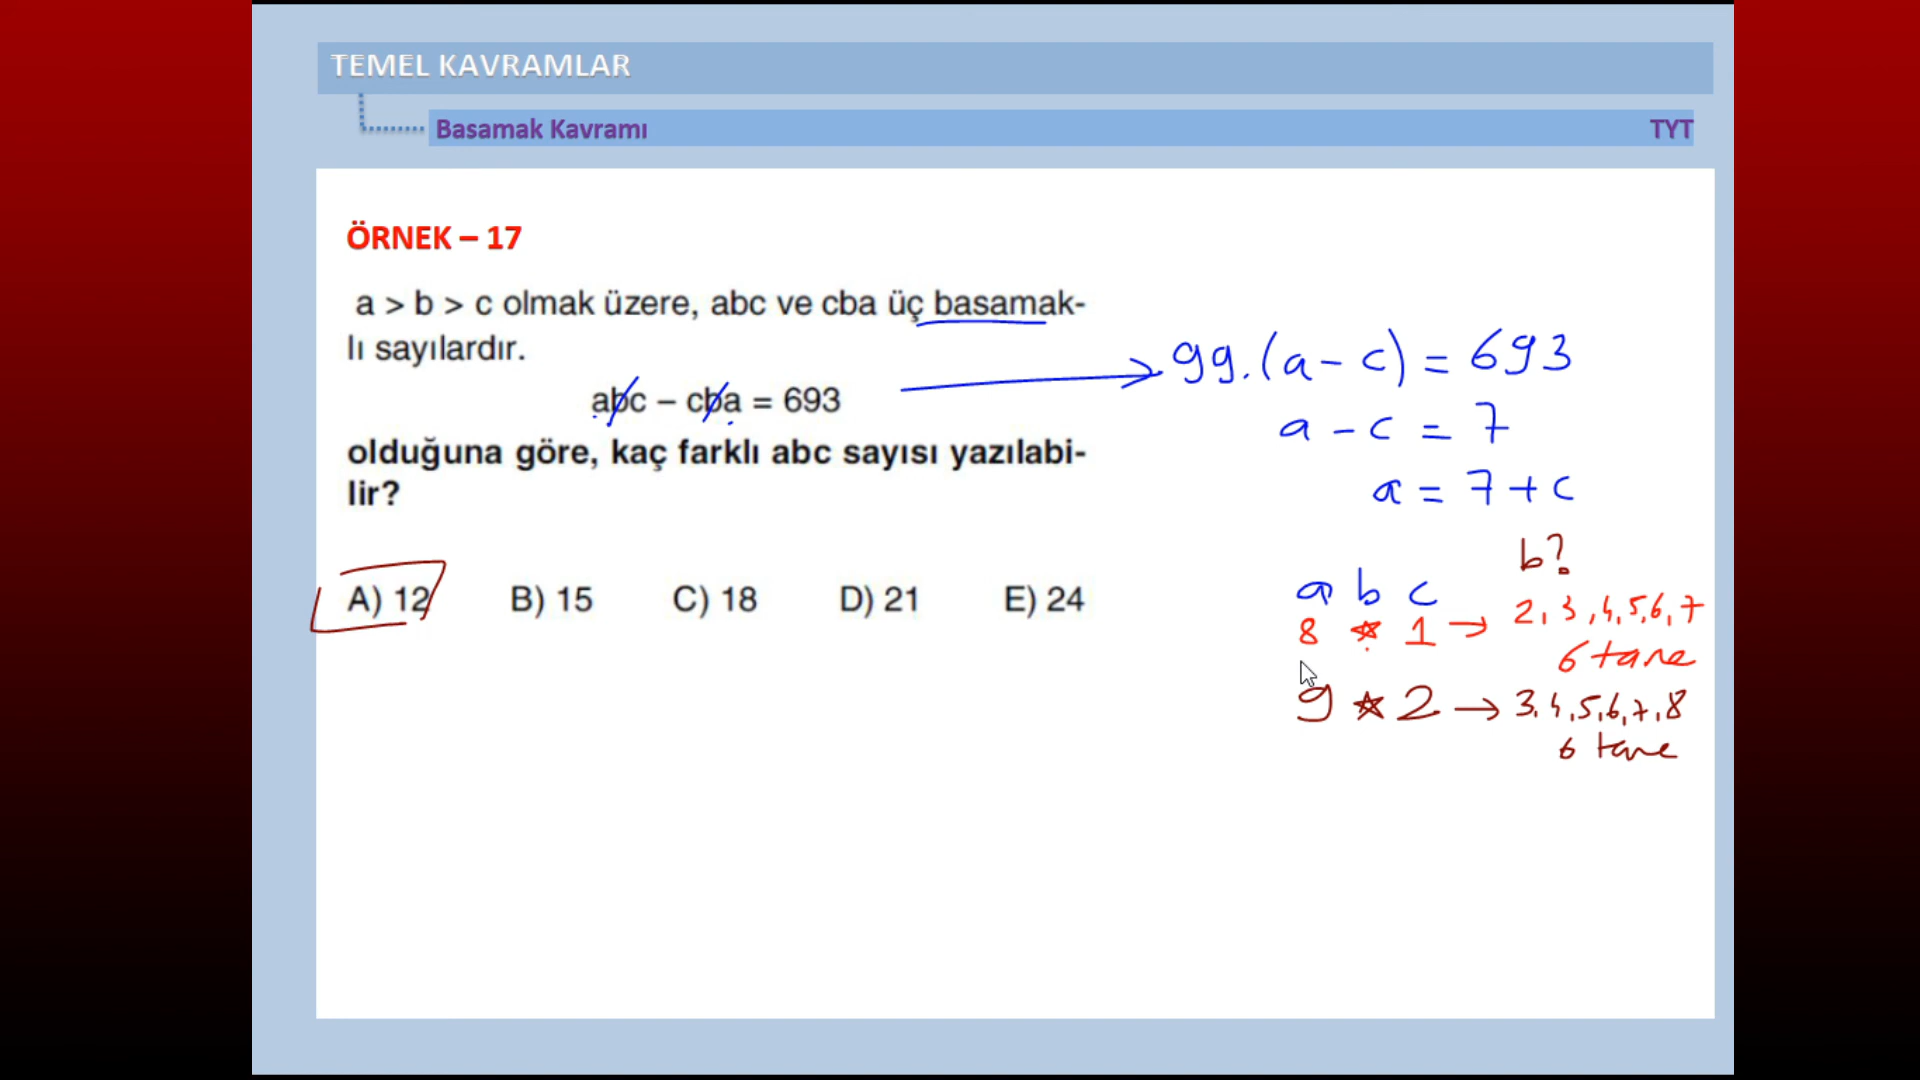 TEMEL KAVRAMLAR
Basamak Kavramı TYT
ÖRNEK – 17
a > b > c olmak üzere, abc ve cba üç basamak-
lı sayılardır.
abc – cba = 693
olduğuna göre, kaç farklı abc sayısı yazılabi-
lir?
A) 12 B) 15 C) 18 D) 21 E) 24
99.(a-c) = 693
a - c = 7
a = 7+c
b?
a b c
8 ☆ 1 → 2, 3, 4, 5, 6, 7
6 tane
9 ☆ 2 → 3, 4, 5, 6, 7, 8
6 tane